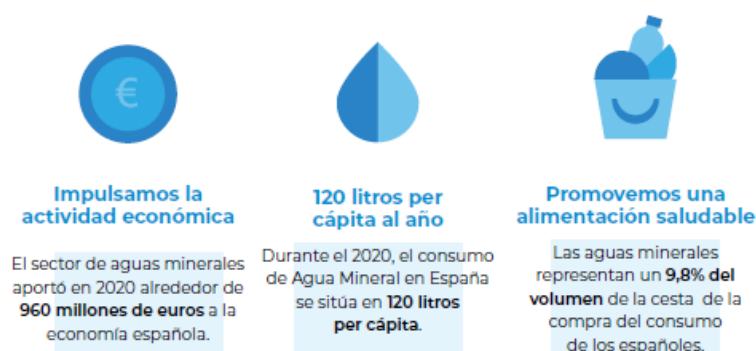 €
Impulsamos la
actividad económica
El sector de aguas minerales
aportó en 2020 alrededor de
960 millones de euros a la
economía española.
120 litros per
cápita al año
Durante el 2020, el consumo
de Agua Mineral en España
se sitúa en 120 litros
per cápita.
Promovemos una
alimentación saludable
Las aguas minerales
representan un 9,8% del
volumen de la cesta de la
compra del consumo
de los españoles.